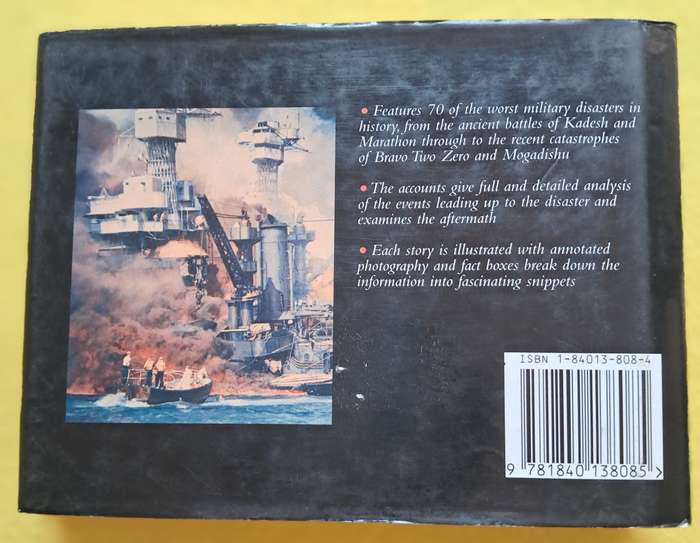 • Features 70 of the worst military disasters in
history, from the ancient battles of Kadesh and
Marathon through to the recent catastrophes
of Bravo Two Zero and Mogadishu
• The accounts give full and detailed analysis
of the events leading up to the disaster and
examines the aftermath
• Each story is illustrated with annotated
photography and fact boxes break down the
information into fascinating snippets
ISBN 1-84013-808-4
9 781840 138085 >